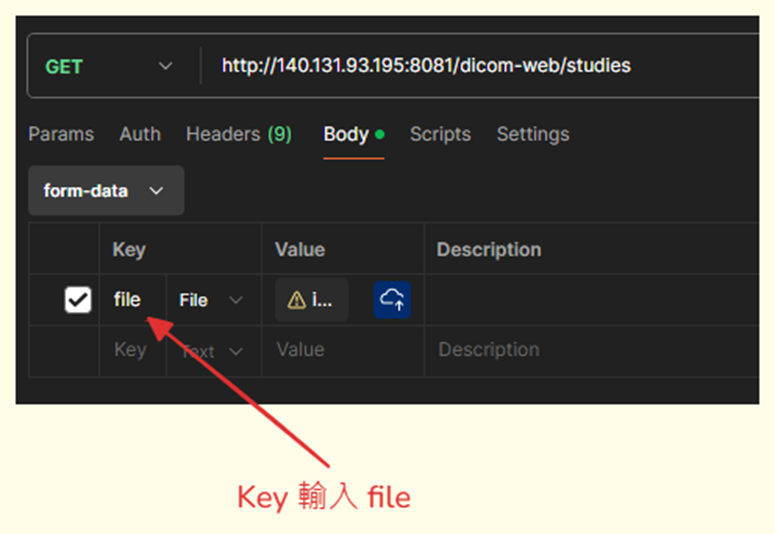 GET http://140.131.93.195:8081/dicom-web/studies
Params Auth Headers (9) Body Scripts Settings
form-data
Key Value Description
file File i...
Key Text Value Description
Key 輸入 file